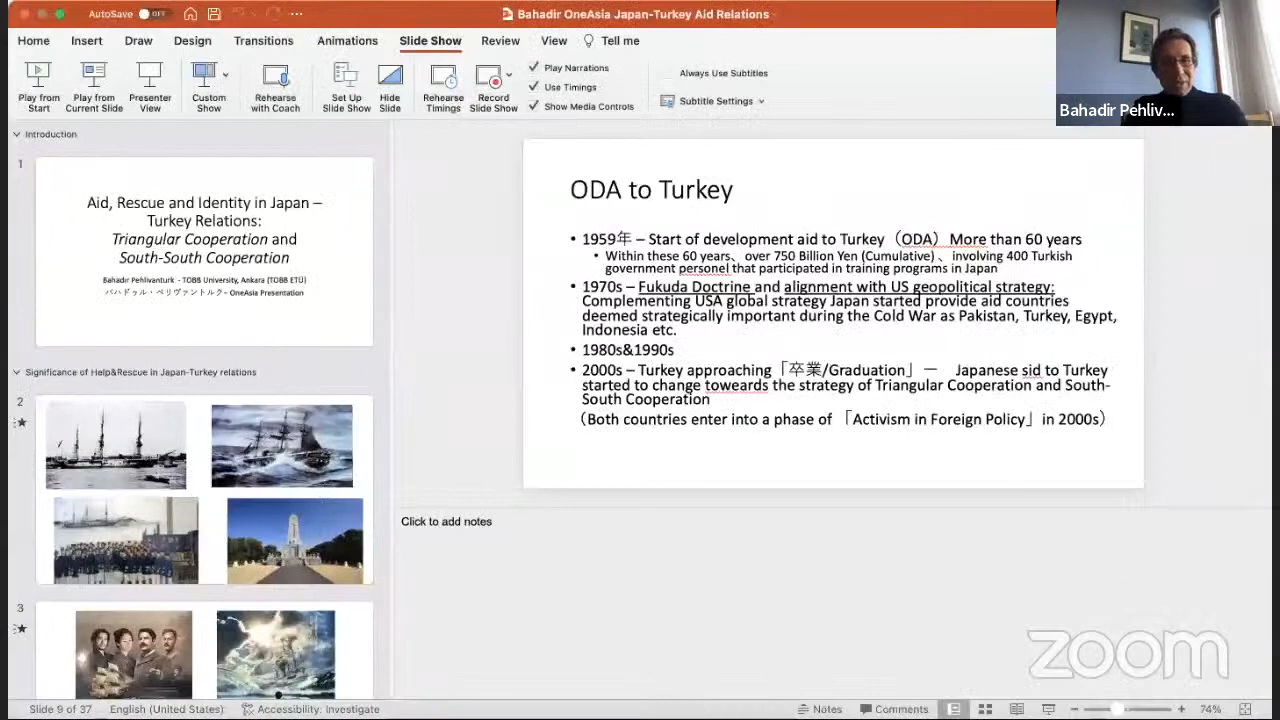 AutoSave OFF
Bahadir OneAsia Japan-Turkey Aid Relations
Home Insert Draw Design Transitions Animations Slide Show Review View Tell me
Play from Start
Play from Current Slide
Presenter View
Custom Show
Rehearse with Coach
Set Up Slide Show
Hide Slide
Rehearse Timings
Record Slide Show
Play Narrations
Use Timings
Show Media Controls
Always Use Subtitles
Subtitle Settings
Bahadir Pehliv...
Introduction
1
Aid, Rescue and Identity in Japan –
Turkey Relations:
Triangular Cooperation and
South-South Cooperation
Bahadır Pehlivanturk - TOBB University, Ankara (TOBB ETÜ)
バハドゥル・ペリヴァントルク– OneAsia Presentation
Significance of Help&Rescue in Japan-Turkey relations
2
3
ODA to Turkey
• 1959年 – Start of development aid to Turkey（ODA）More than 60 years
• Within these 60 years、over 750 Billion Yen (Cumulative) 、involving 400 Turkish
government personel that participated in training programs in Japan
• 1970s – Fukuda Doctrine and alignment with US geopolitical strategy:
Complementing USA global strategy Japan started provide aid countries
deemed strategically important during the Cold War as Pakistan, Turkey, Egypt,
Indonesia etc.
• 1980s&1990s
• 2000s – Turkey approaching「卒業/Graduation」ー Japanese sid to Turkey
started to change toweards the strategy of Triangular Cooperation and South-
South Cooperation
（Both countries enter into a phase of 「Activism in Foreign Policy」in 2000s）
Click to add notes
zoom
Slide 9 of 37 English (United States) Accessibility: Investigate
Notes Comments 74%